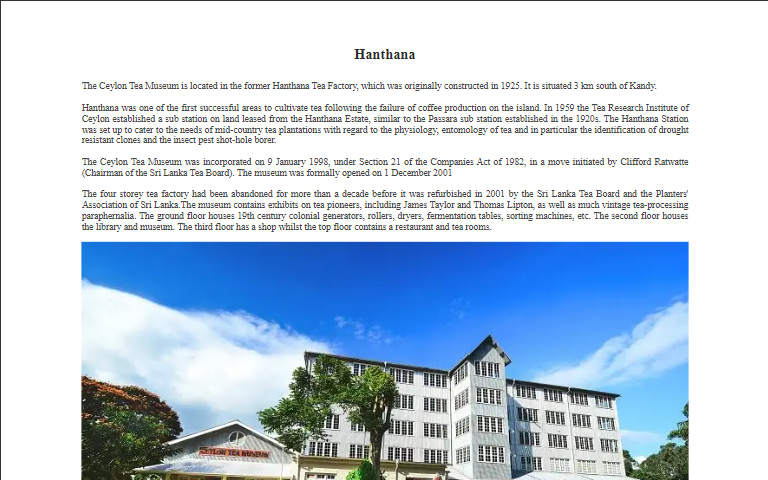 Hanthana
The Ceylon Tea Museum is located in the former Hanthana Tea Factory, which was originally constructed in 1925. It is situated 3 km south of Kandy.
Hanthana was one of the first successful areas to cultivate tea following the failure of coffee production on the island. In 1959 the Tea Research Institute of
Ceylon established a sub station on land leased from the Hanthana Estate, similar to the Passara sub station established in the 1920s. The Hanthana Station
was set up to cater to the needs of mid-country tea plantations with regard to the physiology, entomology of tea and in particular the identification of drought
resistant clones and the insect pest shot-hole borer.
The Ceylon Tea Museum was incorporated on 9 January 1998, under Section 21 of the Companies Act of 1982, in a move initiated by Clifford Ratwatte
(Chairman of the Sri Lanka Tea Board). The museum was formally opened on 1 December 2001
The four storey tea factory had been abandoned for more than a decade before it was refurbished in 2001 by the Sri Lanka Tea Board and the Planters'
Association of Sri Lanka.The museum contains exhibits on tea pioneers, including James Taylor and Thomas Lipton, as well as much vintage tea-processing
paraphernalia. The ground floor houses 19th century colonial generators, rollers, dryers, fermentation tables, sorting machines, etc. The second floor houses
the library and museum. The third floor has a shop whilst the top floor contains a restaurant and tea rooms.
CEYLON TEA MUSEUM